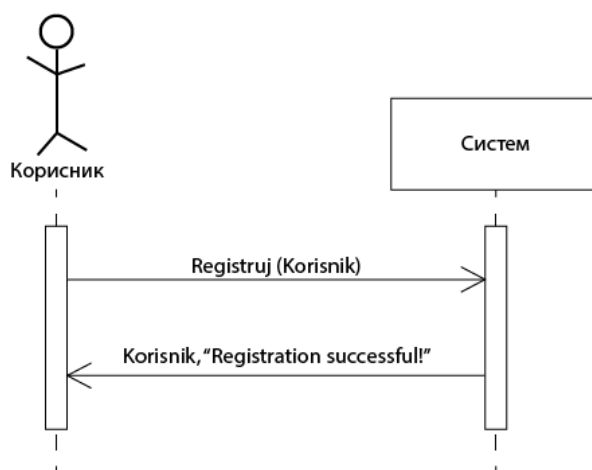 Корисник
Систем
Registruj (Korisnik)
Korisnik, “Registration successful!”